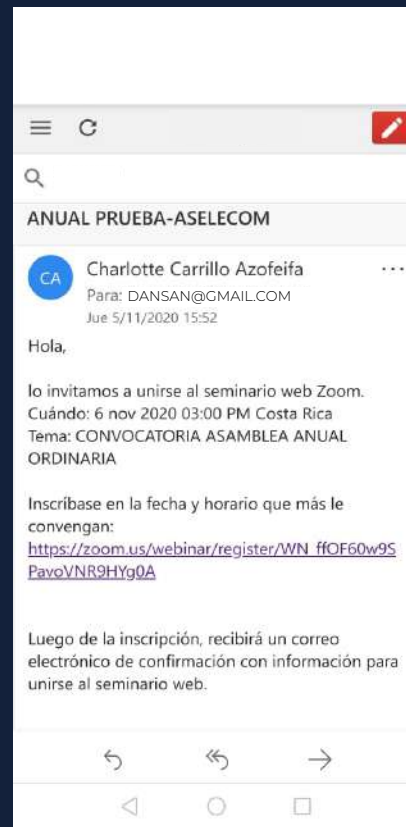 ANUAL PRUEBA-ASELECOM
CA
Charlotte Carrillo Azofeifa
Para: DANSAN@GMAIL.COM
Jue 5/11/2020 15:52
Hola,
lo invitamos a unirse al seminario web Zoom.
Cuándo: 6 nov 2020 03:00 PM Costa Rica
Tema: CONVOCATORIA ASAMBLEA ANUAL
ORDINARIA
Inscríbase en la fecha y horario que más le
convengan:
https://zoom.us/webinar/register/WN_ffOF60w9S
PavoVNR9HYg0A
Luego de la inscripción, recibirá un correo
electrónico de confirmación con información para
unirse al seminario web.